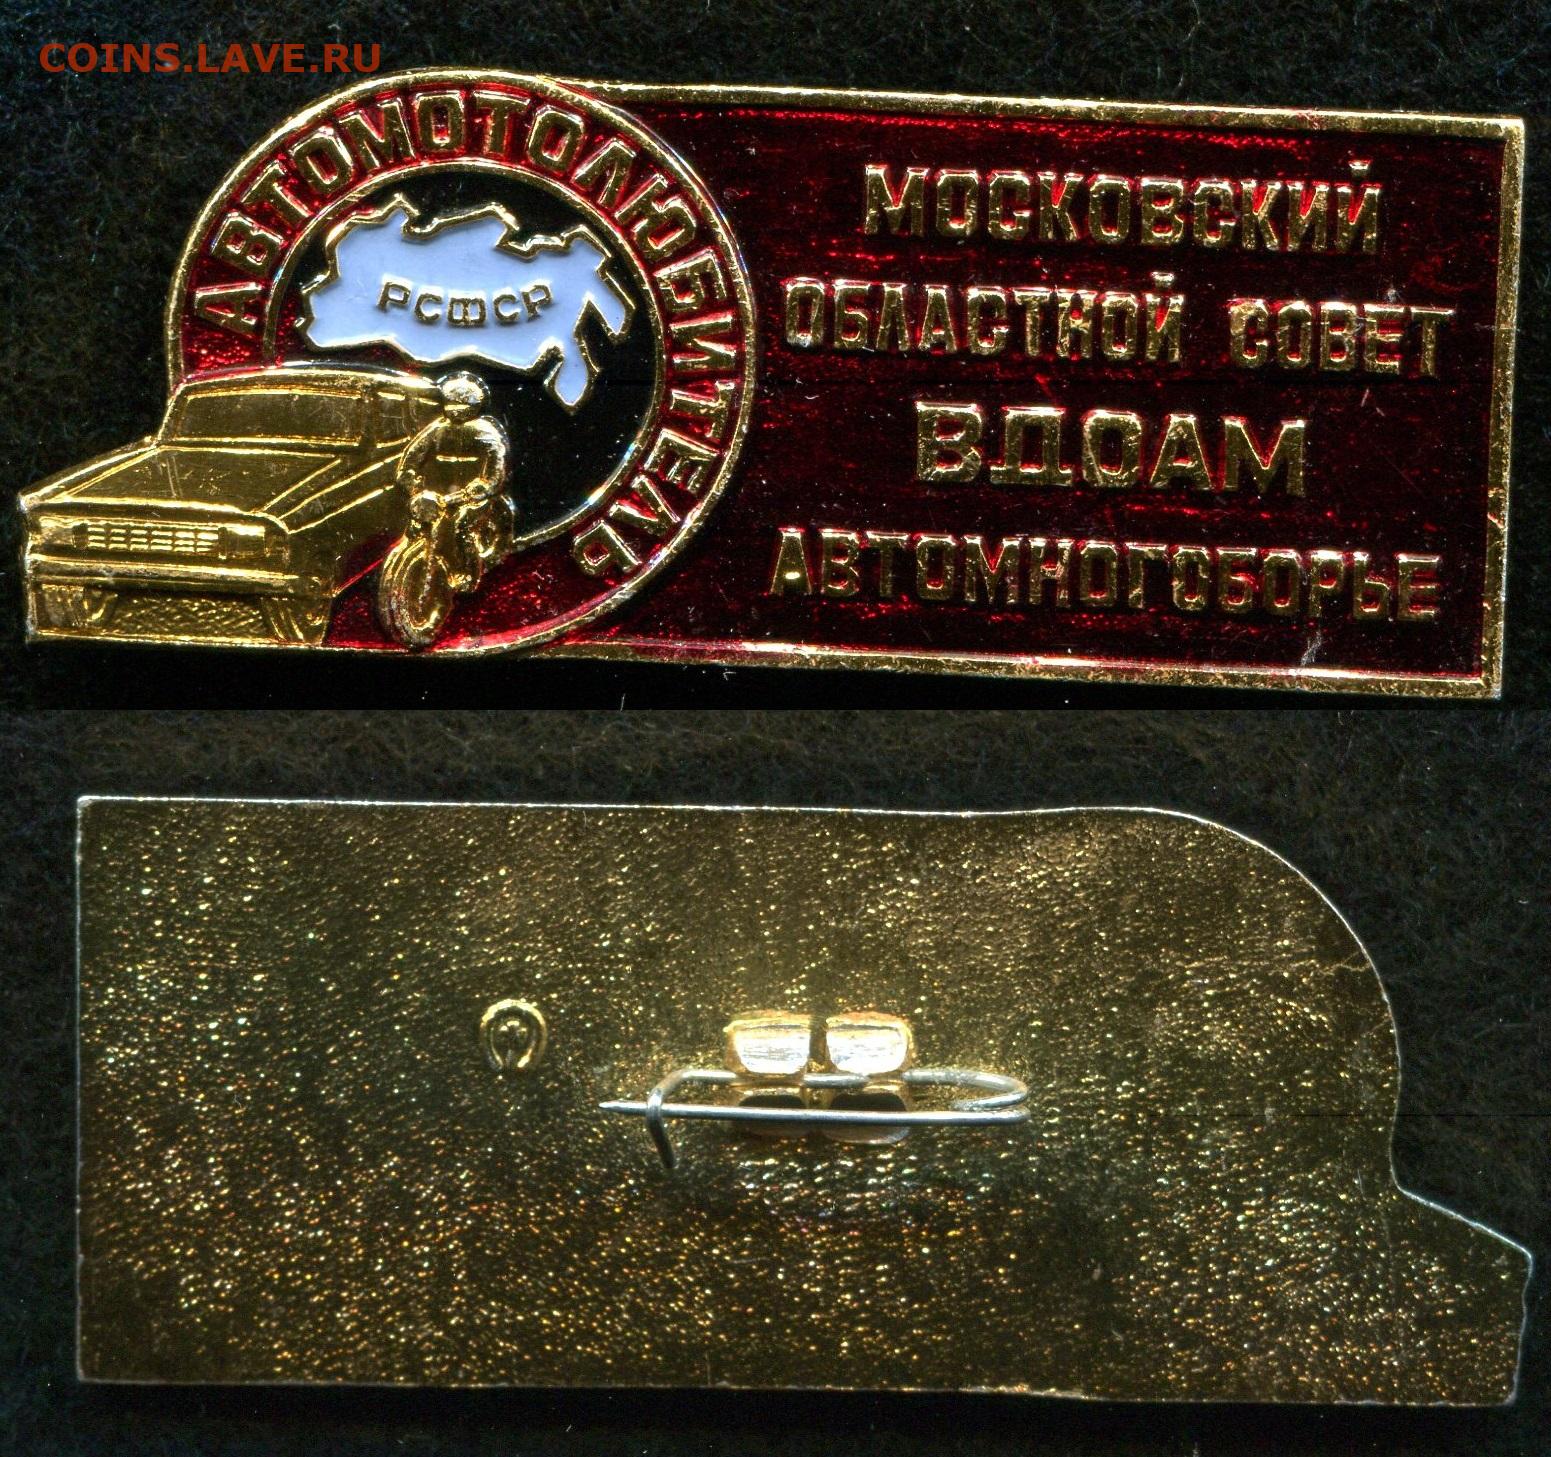 COINS.LAVE.RU
АВТОМОТОЛЮБИТЕЛЬ
РСФСР
МОСКОВСКИЙ
ОБЛАСТНОЙ СОВЕТ
ВДОАМ
АВТОМНОГОБОРЬЕ